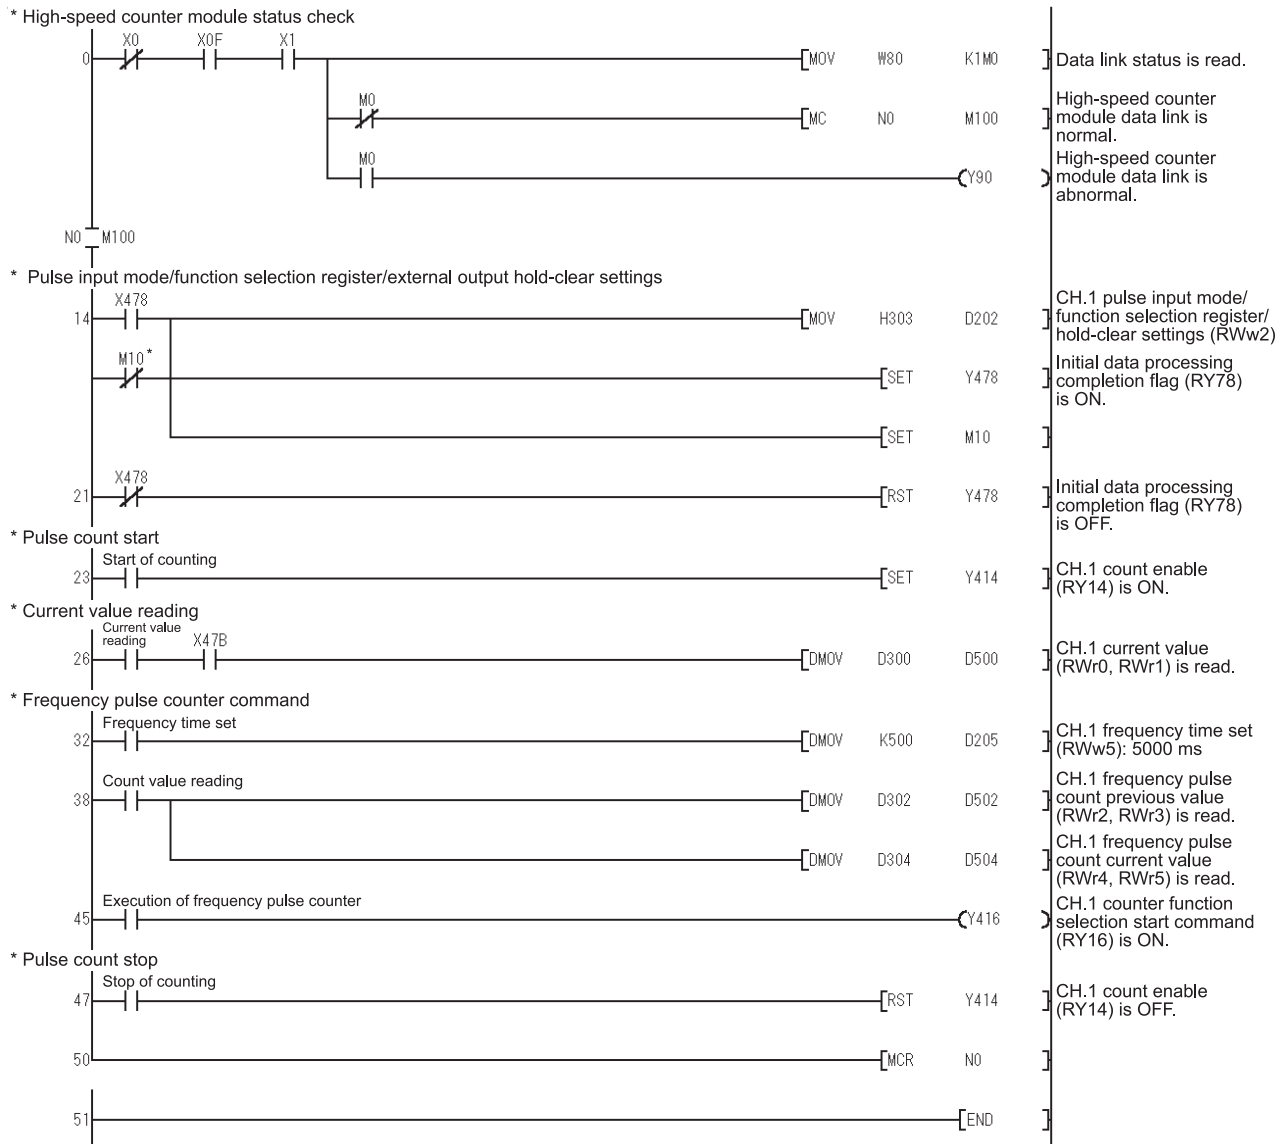 * High-speed counter module status check
X0 X0F X1
0 [MOV W80 K1M0 ] Data link status is read.
M0
[MC N0 M100 ] High-speed counter
module data link is
normal.
M0
(Y90 ) High-speed counter
module data link is
abnormal.
N0 M100
* Pulse input mode/function selection register/external output hold-clear settings
X478
14 [MOV H303 D202 ] CH.1 pulse input mode/
function selection register/
hold-clear settings (RWw2)
M10*
[SET Y478 ] Initial data processing
completion flag (RY78)
is ON.
[SET M10 ]
X478
21 [RST Y478 ] Initial data processing
completion flag (RY78)
is OFF.
* Pulse count start
Start of counting
23 [SET Y414 ] CH.1 count enable
(RY14) is ON.
* Current value reading
Current value
reading X47B
26 [DMOV D300 D500 ] CH.1 current value
(RWr0, RWr1) is read.
* Frequency pulse counter command
Frequency time set
32 [DMOV K500 D205 ] CH.1 frequency time set
(RWw5): 5000 ms
Count value reading
38 [DMOV D302 D502 ] CH.1 frequency pulse
count previous value
(RWr2, RWr3) is read.
[DMOV D304 D504 ] CH.1 frequency pulse
count current value
(RWr4, RWr5) is read.
Execution of frequency pulse counter
45 (Y416 ) CH.1 counter function
selection start command
(RY16) is ON.
* Pulse count stop
Stop of counting
47 [RST Y414 ] CH.1 count enable
(RY14) is OFF.
50 [MCR N0 ]
51 [END ]